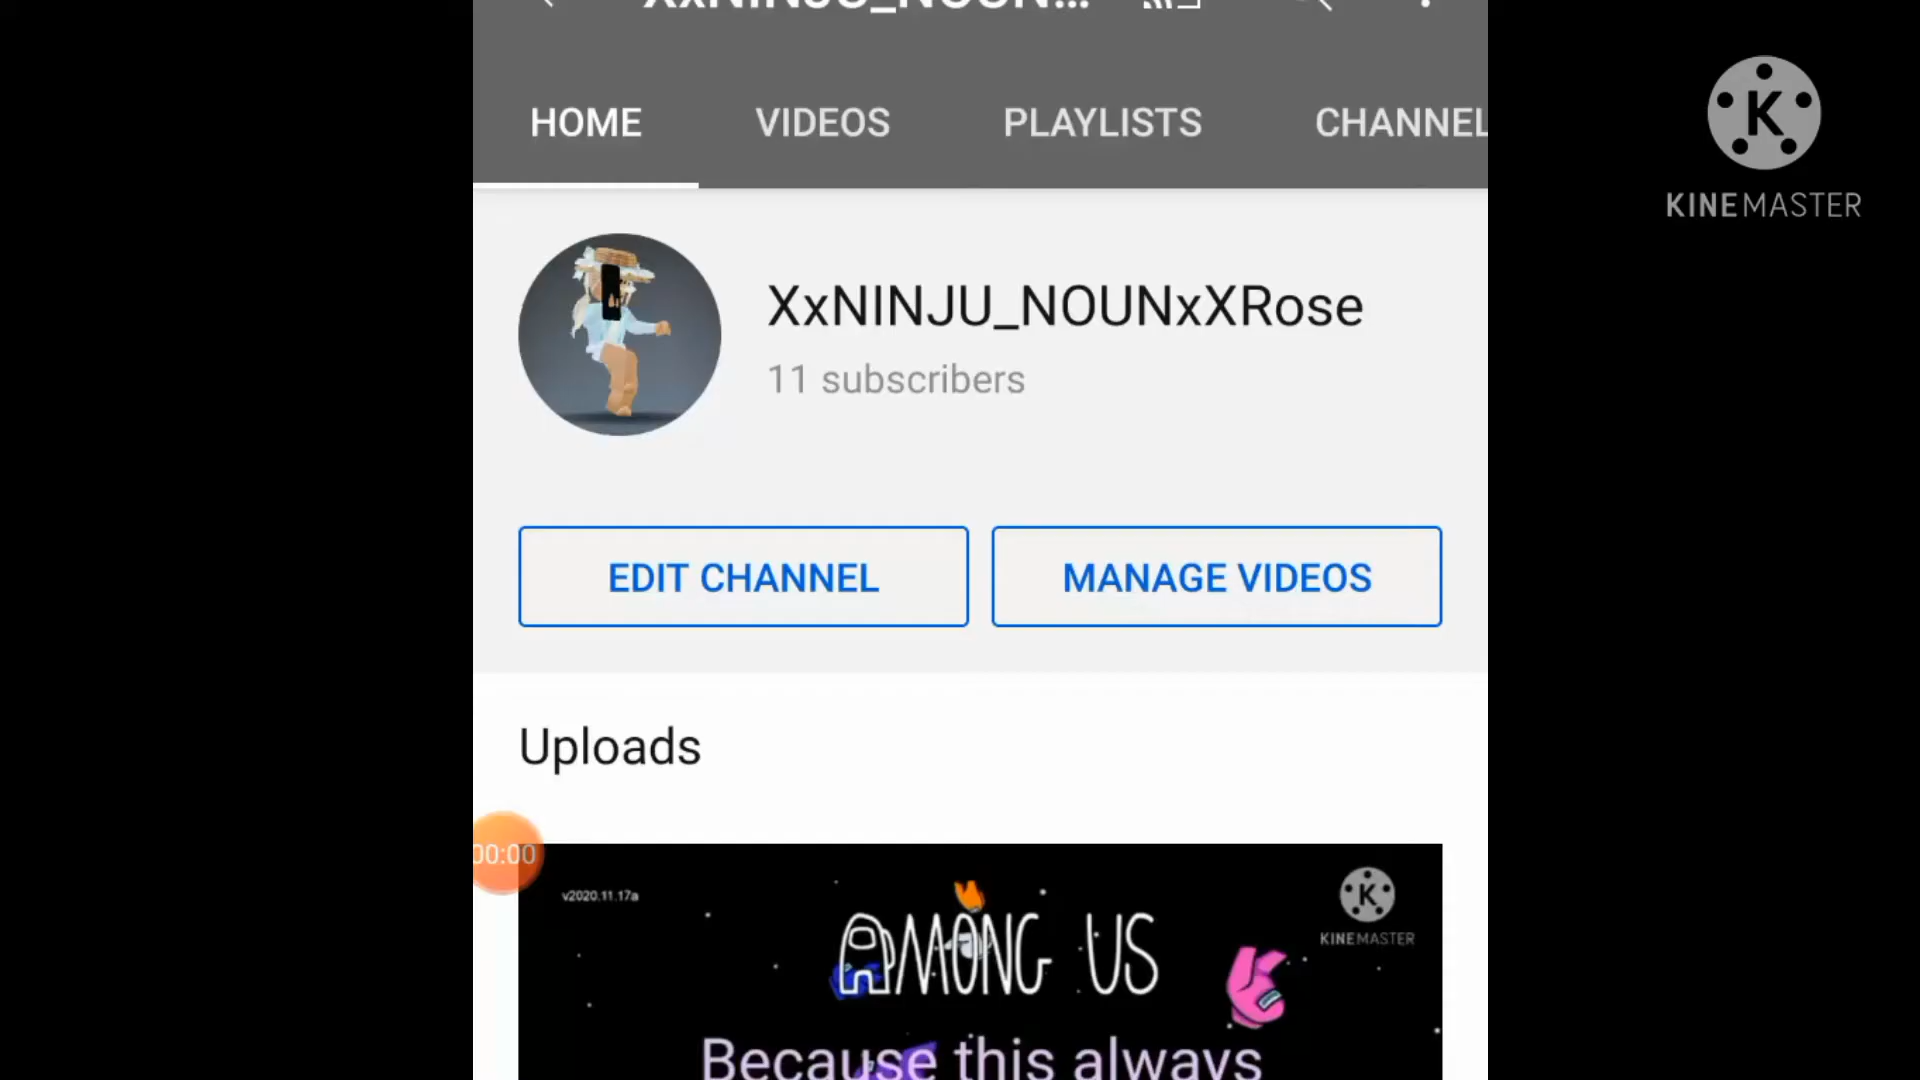 XxNINJU_NOUN...
HOME
VIDEOS
PLAYLISTS
CHANNEL
K
KINEMASTER
XxNINJU_NOUNxXRose
11 subscribers
EDIT CHANNEL
MANAGE VIDEOS
Uploads
00:00
v2020.11.17a
AMONG US
K
KINEMASTER
Because this always